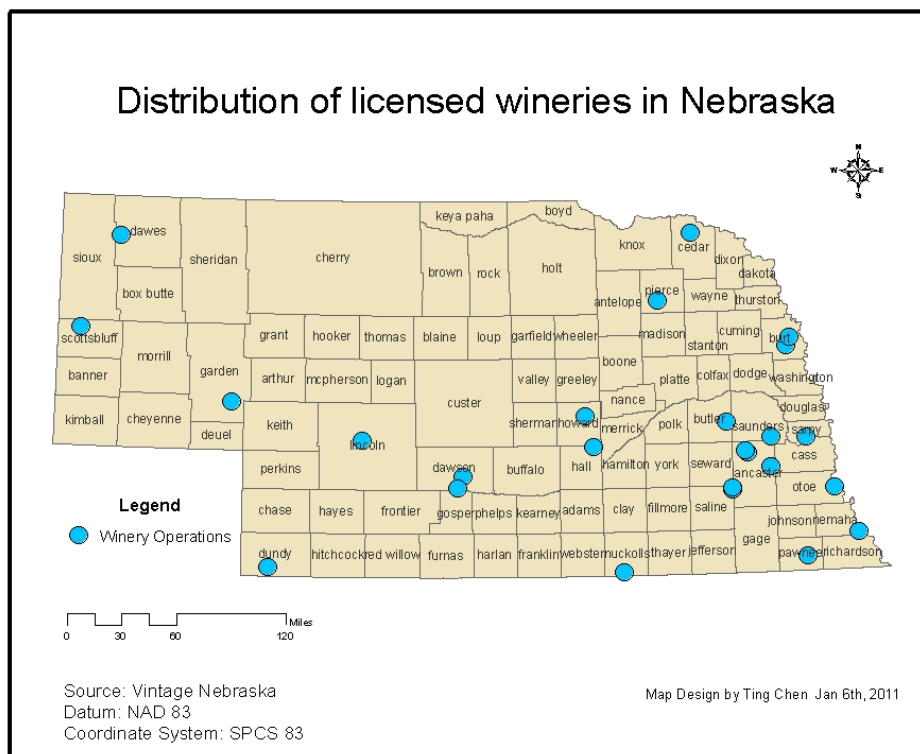 Distribution of licensed wineries in Nebraska
N
W E
S
keya paha boyd
sioux dawes sheridan cherry brown rock holt knox cedar dixon dakota
box butte antelope pierce wayne thurston
scottsbluff morrill garden grant hooker thomas blaine loup garfield wheeler madison stanton cuming burt
banner arthur mcpherson logan custer valley greeley boone nance platte colfax dodge washington
kimball cheyenne deuel keith lincoln sherman howard merrick polk butler saunders douglas sarpy
perkins dawson buffalo hall hamilton york seward lancaster cass
otoe
chase hayes frontier gosper phelps kearney adams clay fillmore saline johnson nemaha
dundy hitchcock red willow furnas harlan franklin webster nuckolls thayer jefferson gage pawnee richardson
Legend
Winery Operations
Miles
0 30 60 120
Source: Vintage Nebraska
Datum: NAD 83
Coordinate System: SPCS 83
Map Design by Ting Chen Jan 6th, 2011